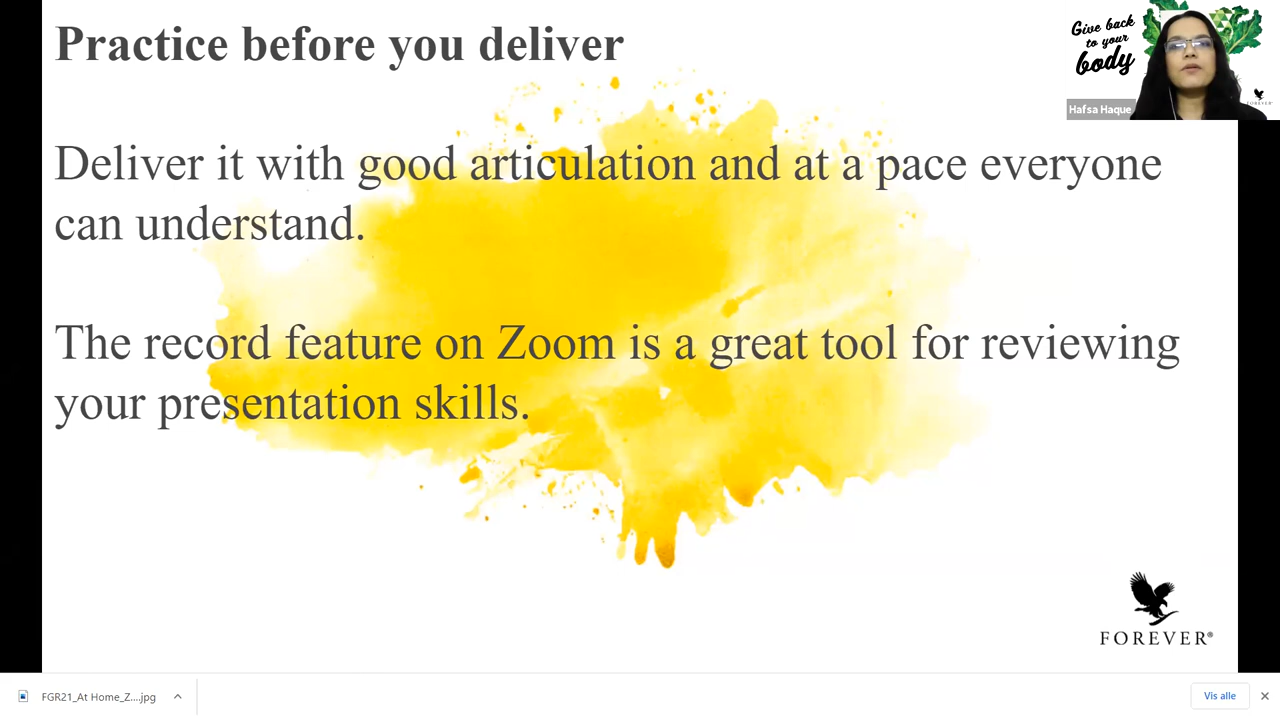 Practice before you deliver
Give back
to your
body
Hafsa Haque
FOREVER
Deliver it with good articulation and at a pace everyone
can understand.
The record feature on Zoom is a great tool for reviewing
your presentation skills.
FOREVER®
FGR21_At Home_Z....jpg
Vis alle